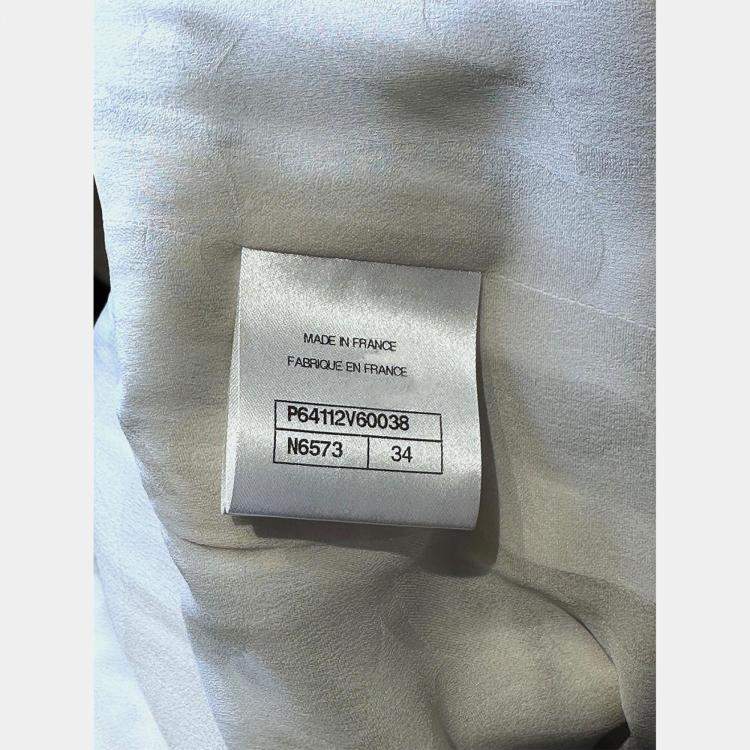 MADE IN FRANCE
FABRIQUE EN FRANCE
P64112V60038
N6573 34